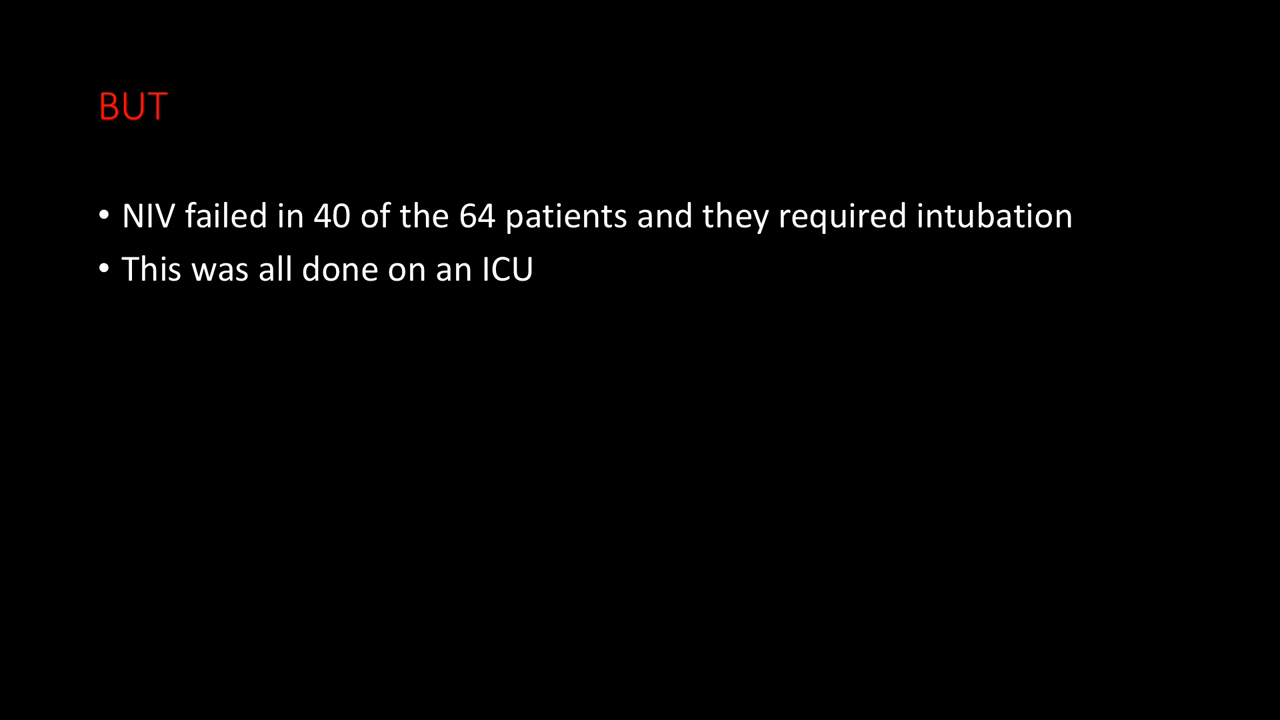 BUT
• NIV failed in 40 of the 64 patients and they required intubation
• This was all done on an ICU